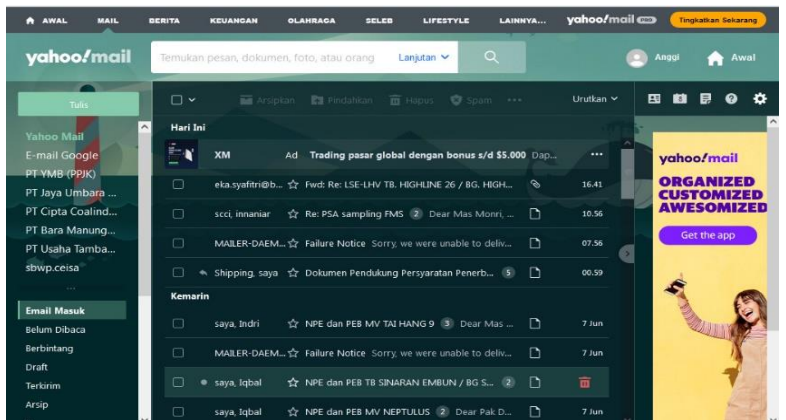 AWAL MAIL BERITA KEUANGAN OLAHRAGA SELEB LIFESTYLE LAINNYA... yahoo!mail PRO Tingkatkan Sekarang
yahoo!mail Temukan pesan, dokumen, foto, atau orang Lanjutan Anggi Awal
Tulis
Yahoo Mail
E-mail Google
PT YMB (PPJK)
PT Jaya Umbara ...
PT Cipta Coalind...
PT Bara Manung...
PT Usaha Tamba...
sbwp.ceisa
...
Email Masuk
Belum Dibaca
Berbintang
Draft
Terkirim
Arsip
Arsipkan Pindahkan Hapus Spam ... Urutkan
Hari Ini
XM Ad Trading pasar global dengan bonus s/d $5.000 Dap... ...
eka.syafitri@b... Fwd: Re: LSE-LHV TB. HIGHLINE 26 / BG. HIGH... 16.41
scci, innaniar Re: PSA sampling FMS 2 Dear Mas Monri, ... 10.56
MAILER-DAEM... Failure Notice Sorry, we were unable to deliv... 07.56
Shipping, saya Dokumen Pendukung Persyaratan Penerb... 5 00.59
Kemarin
saya, Indri NPE dan PEB MV TAI HANG 9 3 Dear Mas ... 7 Jun
MAILER-DAEM... Failure Notice Sorry, we were unable to deliv... 7 Jun
saya, Iqbal NPE dan PEB TB SINARAN EMBUN / BG S... 2
saya, Iqbal NPE dan PEB MV NEPTULUS 2 Dear Pak D... 7 Jun
yahoo!mail
ORGANIZED
CUSTOMIZED
AWESOMIZED
Get the app